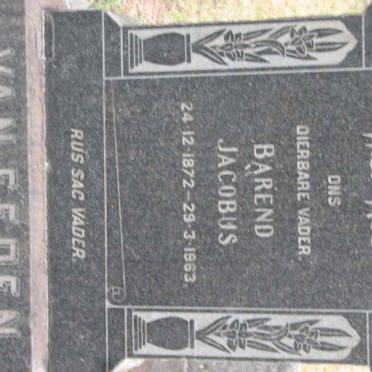 ONS
DIERBARE VADER
BAREND
JACOBUS
24·12·1872 – 29·3·1963.
RUS SAG VADER.
VAN EEDEN